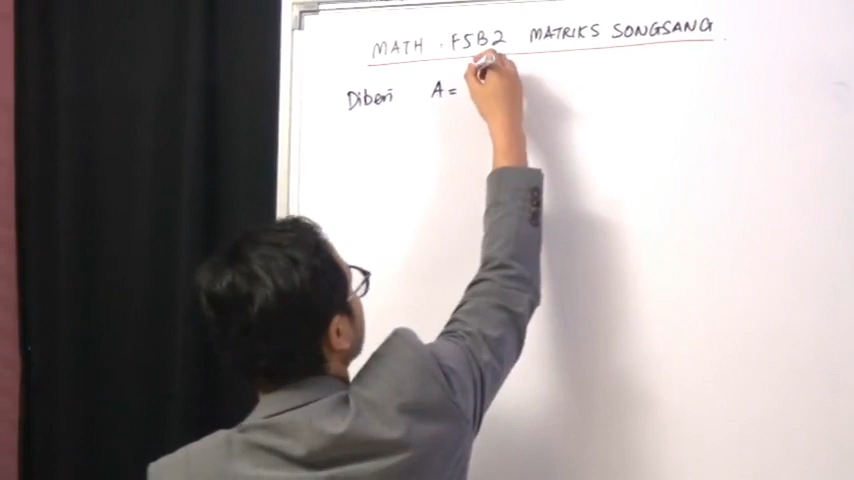 MATH . F5B2 MATRIKS SONGSANG
Diberi A =